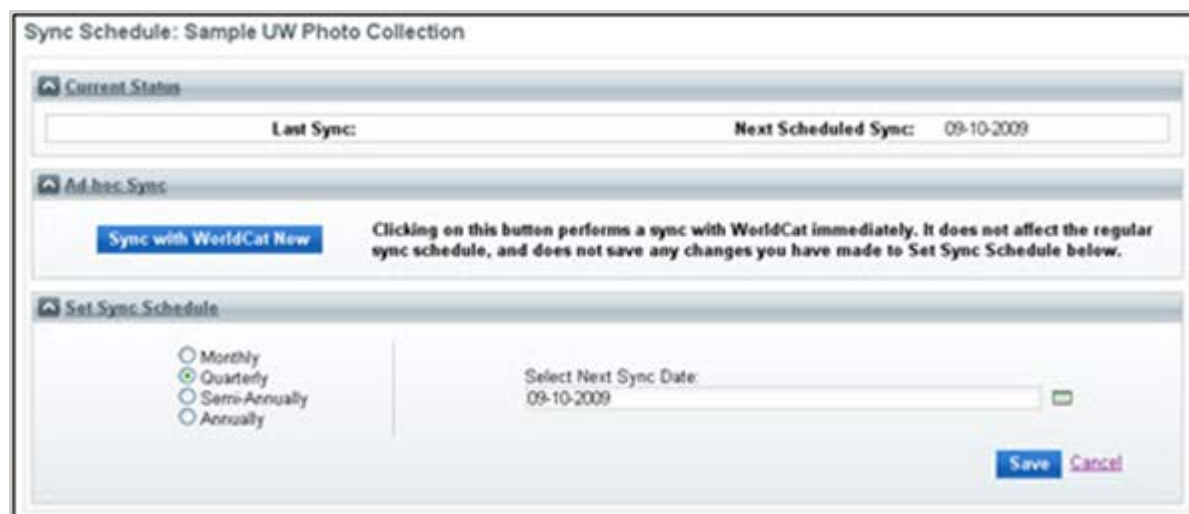 Sync Schedule: Sample UW Photo Collection
Current Status
Last Sync: Next Scheduled Sync: 09-10-2009
Ad-hoc Sync
Sync with WorldCat Now
Clicking on this button performs a sync with WorldCat immediately. It does not affect the regular
sync schedule, and does not save any changes you have made to Set Sync Schedule below.
Set Sync Schedule
Monthly
Quarterly
Semi-Annually
Annually
Select Next Sync Date:
09-10-2009
Save Cancel